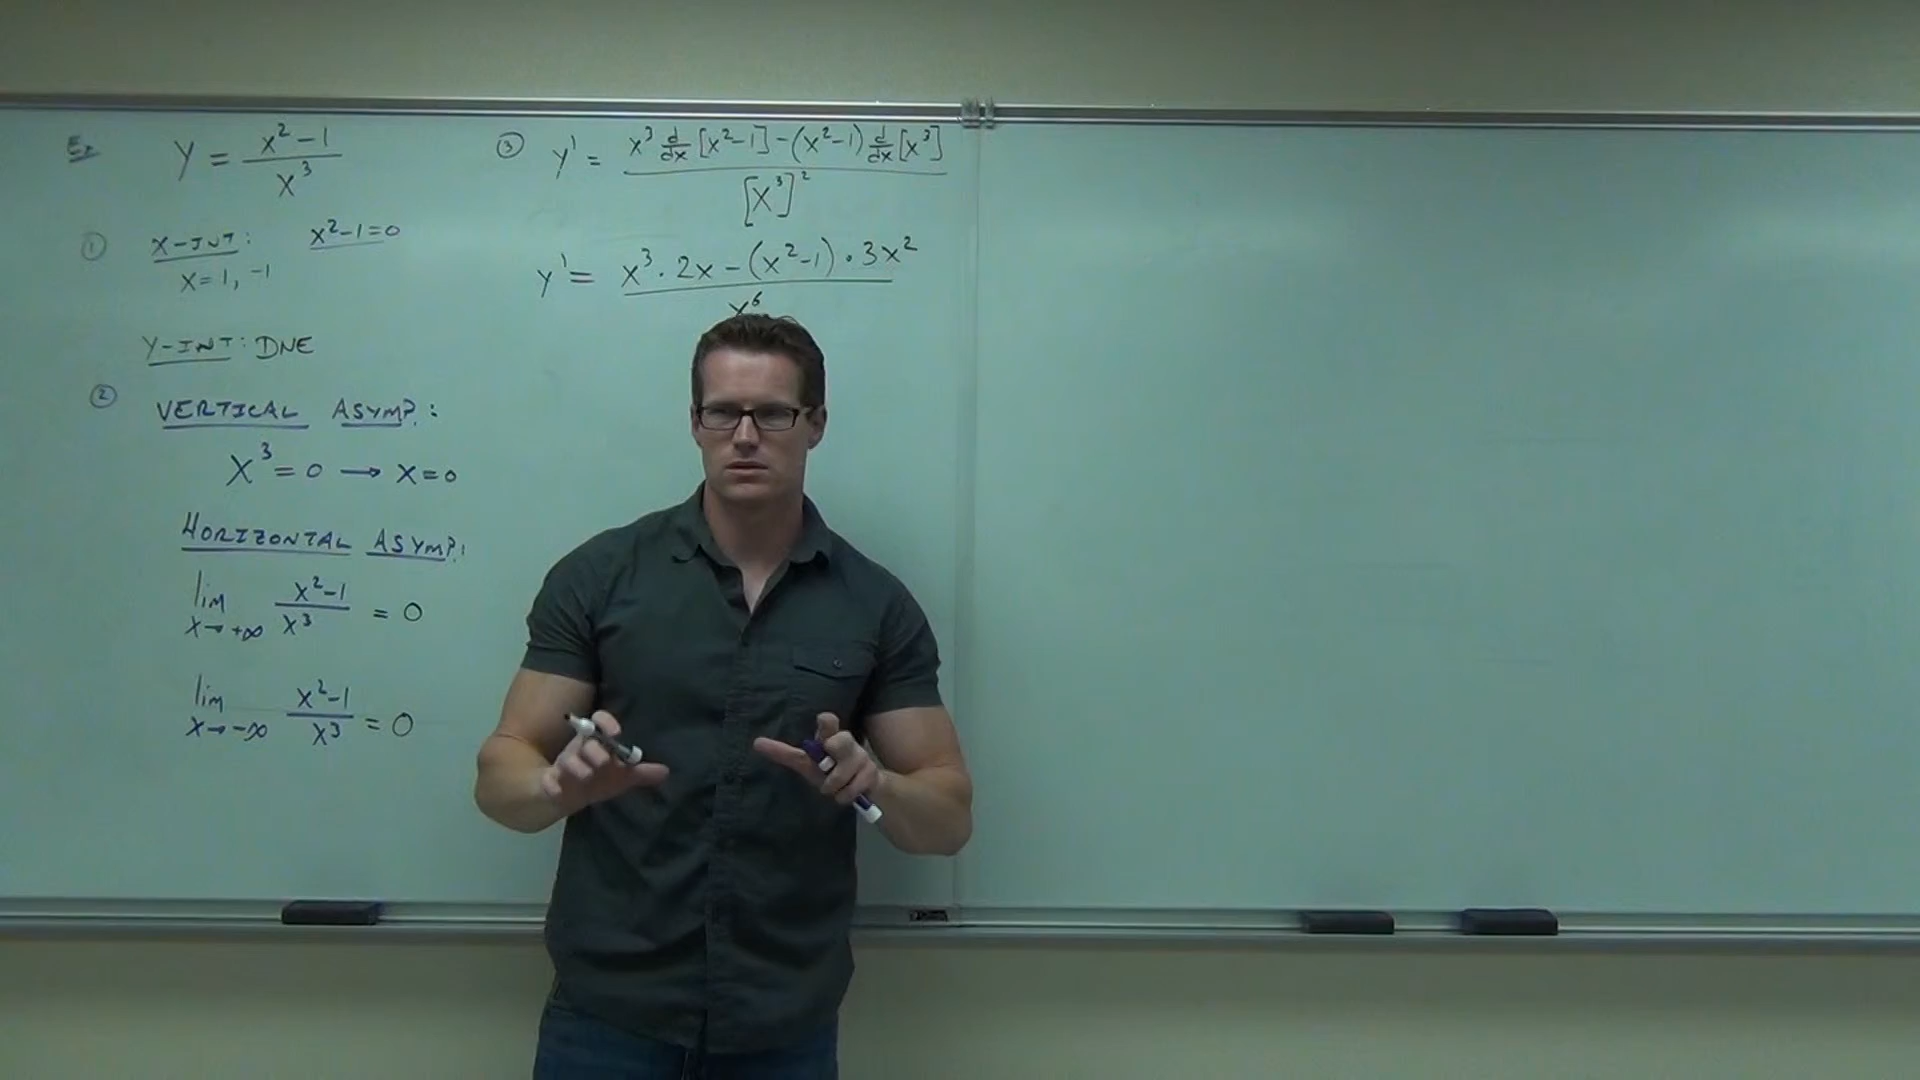 Ex
y = x² - 1 / x³
① X-INT: x² - 1 = 0
x = 1, -1
Y-INT: DNE
② VERTICAL ASYMP.:
x³ = 0 → x = 0
HORIZONTAL ASYMP:
lim x→+∞ x² - 1 / x³ = 0
lim x→-∞ x² - 1 / x³ = 0
③ y' = x³ d/dx [x² - 1] - (x² - 1) d/dx [x³] / [x³]²
y' = x³ · 2x - (x² - 1) · 3x² / x⁶